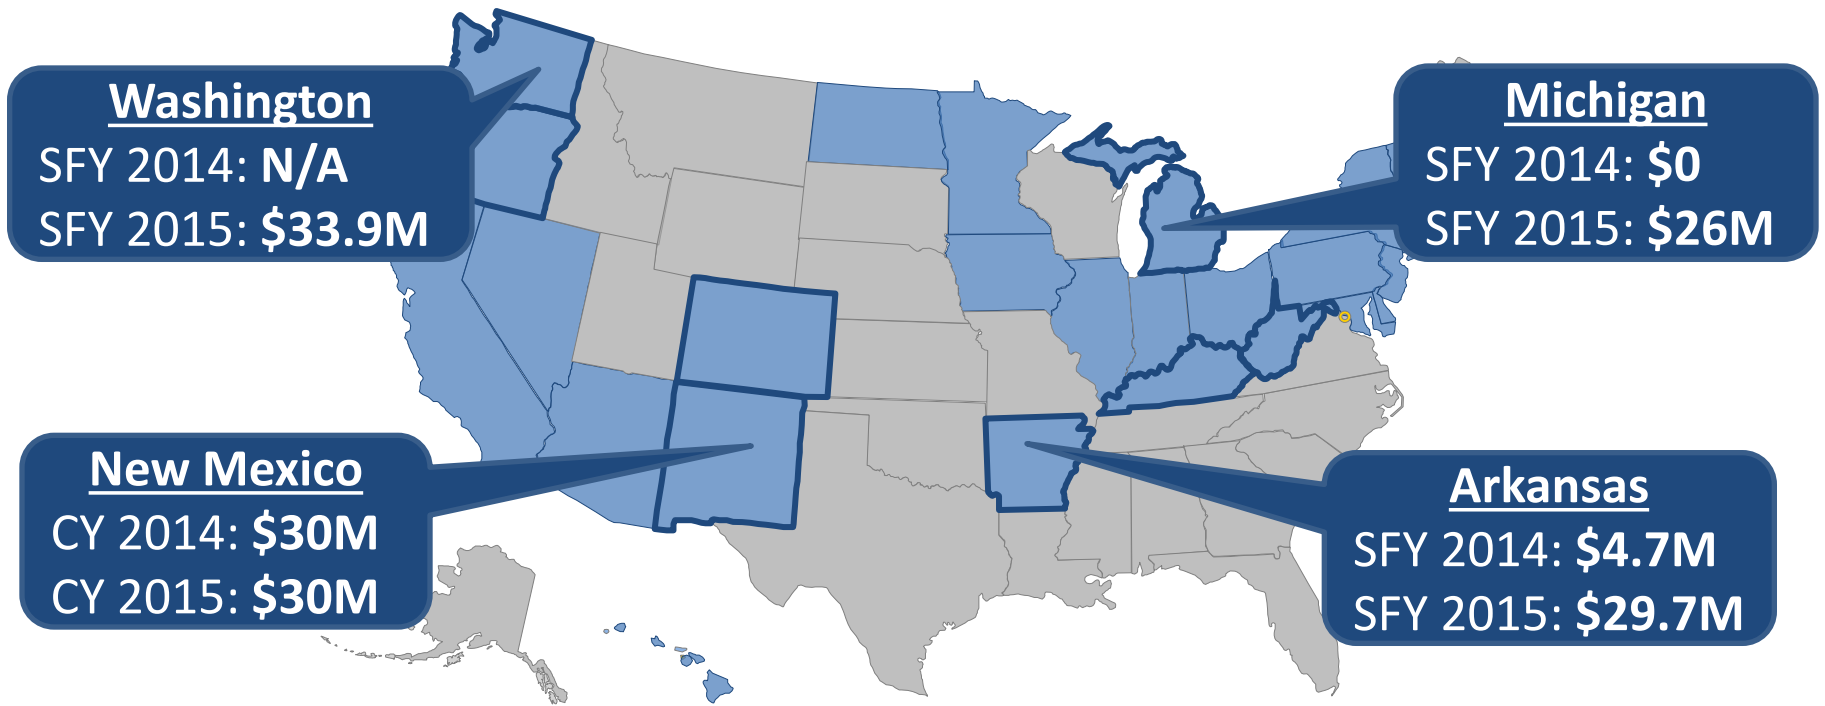 Washington
SFY 2014: N/A
SFY 2015: $33.9M
Michigan
SFY 2014: $0
SFY 2015: $26M
New Mexico
CY 2014: $30M
CY 2015: $30M
Arkansas
SFY 2014: $4.7M
SFY 2015: $29.7M